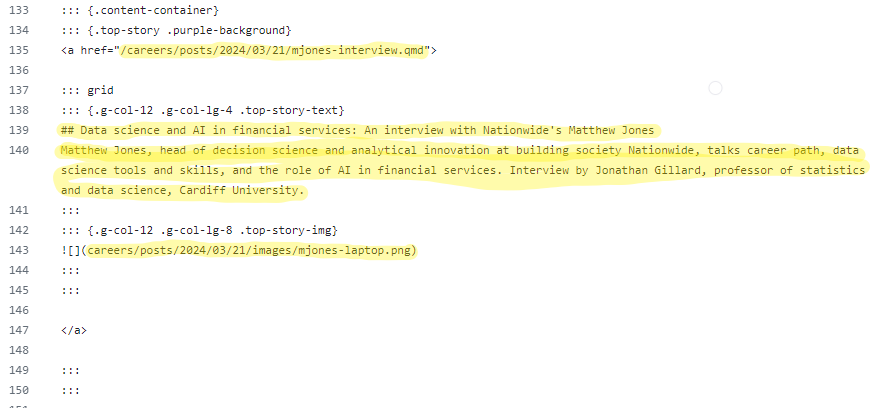 133 ::: {.content-container}
134 ::: {.top-story .purple-background}
135 <a href="/careers/posts/2024/03/21/mjones-interview.qmd">
136
137 ::: grid
138 ::: {.g-col-12 .g-col-lg-4 .top-story-text}
139 ## Data science and AI in financial services: An interview with Nationwide's Matthew Jones
140 Matthew Jones, head of decision science and analytical innovation at building society Nationwide, talks career path, data
science tools and skills, and the role of AI in financial services. Interview by Jonathan Gillard, professor of statistics
and data science, Cardiff University.
141 :::
142 ::: {.g-col-12 .g-col-lg-8 .top-story-img}
143 ![](careers/posts/2024/03/21/images/mjones-laptop.png)
144 :::
145 :::
146
147 </a>
148
149 :::
150 :::